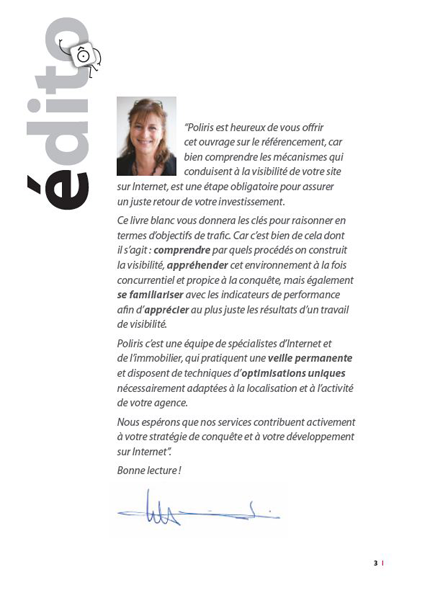 édito
“Poliris est heureux de vous offrir
cet ouvrage sur le référencement, car
bien comprendre les mécanismes qui
conduisent à la visibilité de votre site
sur Internet, est une étape obligatoire pour assurer
un juste retour de votre investissement.
Ce livre blanc vous donnera les clés pour raisonner en
termes d’objectifs de trafic. Car c’est bien de cela dont
il s’agit : comprendre par quels procédés on construit
la visibilité, appréhender cet environnement à la fois
concurrentiel et propice à la conquête, mais également
se familiariser avec les indicateurs de performance
afin d’apprécier au plus juste les résultats d’un travail
de visibilité.
Poliris c’est une équipe de spécialistes d’Internet et
de l’immobilier, qui pratiquent une veille permanente
et disposent de techniques d’optimisations uniques
nécessairement adaptées à la localisation et à l’activité
de votre agence.
Nous espérons que nos services contribuent activement
à votre stratégie de conquête et à votre développement
sur Internet”.
Bonne lecture !
3 I